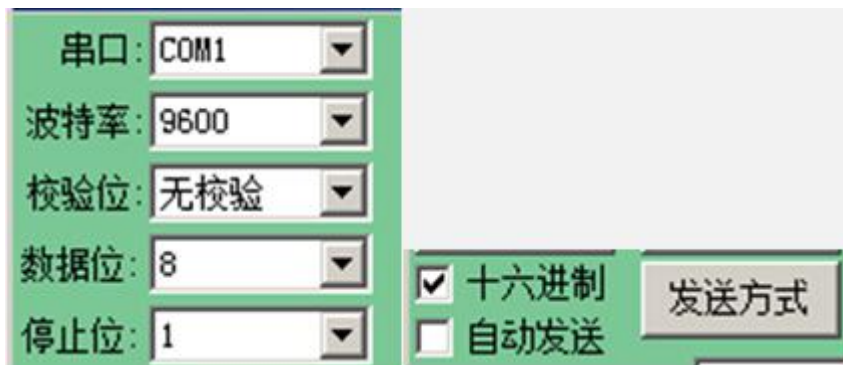 串口: COM1
波特率: 9600
校验位: 无校验
数据位: 8
停止位: 1
十六进制
自动发送
发送方式